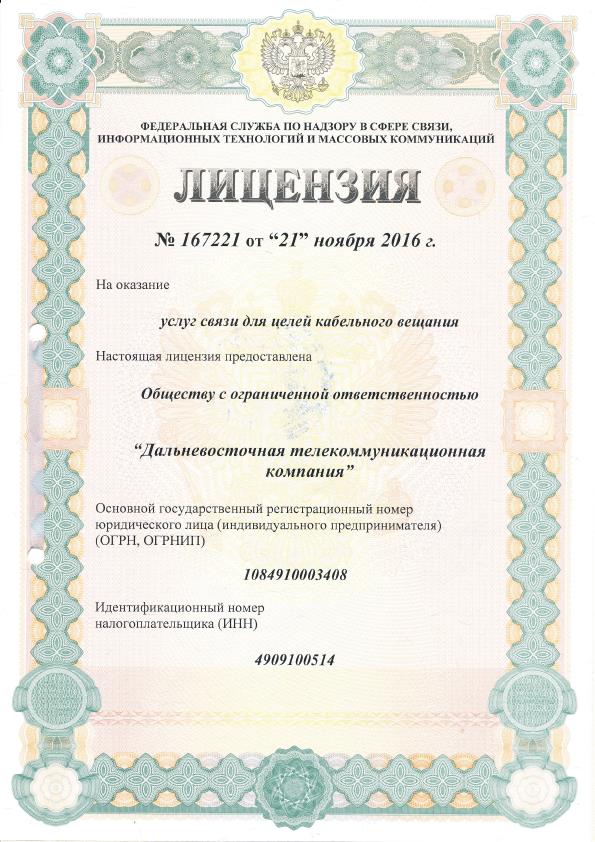 ФЕДЕРАЛЬНАЯ СЛУЖБА ПО НАДЗОРУ В СФЕРЕ СВЯЗИ,
ИНФОРМАЦИОННЫХ ТЕХНОЛОГИЙ И МАССОВЫХ КОММУНИКАЦИЙ
ЛИЦЕНЗИЯ
№ 167221 от “21” ноября 2016 г.
На оказание
услуг связи для целей кабельного вещания
Настоящая лицензия предоставлена
Обществу с ограниченной ответственностью
“Дальневосточная телекоммуникационная
компания”
Основной государственный регистрационный номер
юридического лица (индивидуального предпринимателя)
(ОГРН, ОГРНИП)
1084910003408
Идентификационный номер
налогоплательщика (ИНН)
4909100514